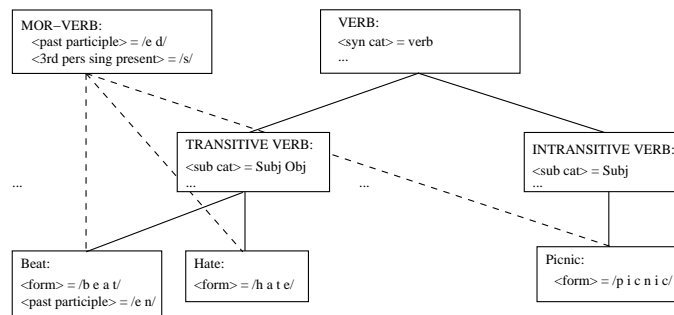 MOR−VERB:
<past participle> = /e d/
<3rd pers sing present> = /s/
VERB:
<syn cat> = verb
...
TRANSITIVE VERB:
<sub cat> = Subj Obj
...
INTRANSITIVE VERB:
<sub cat> = Subj
...
...
...
Beat:
<form> = /b e a t/
<past participle> = /e n/
Hate:
<form> = /h a t e/
Picnic:
<form> = /p i c n i c/